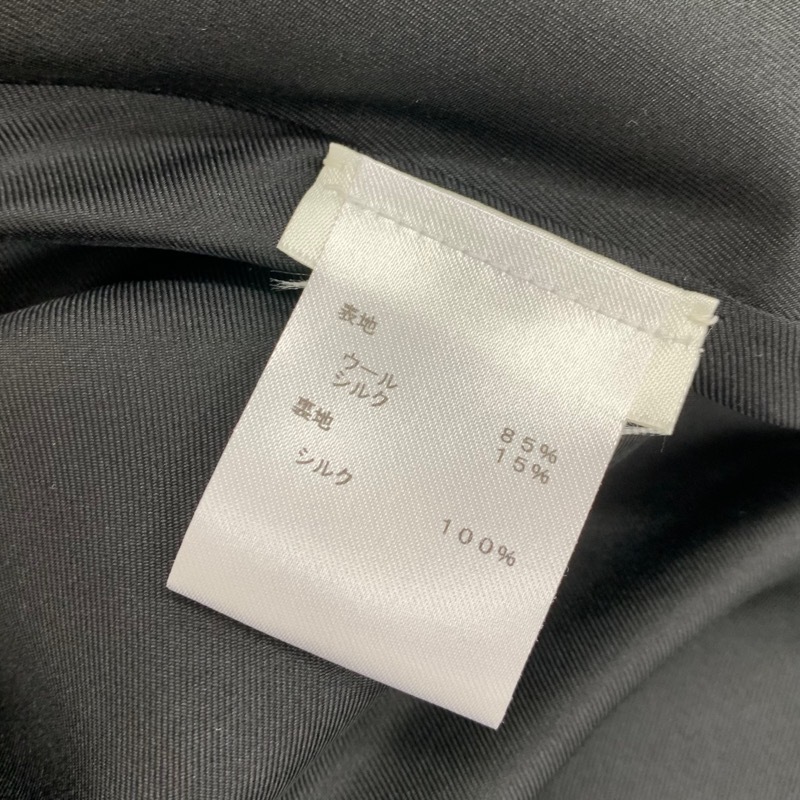 表地
ウール 85%
シルク 15%
裏地
シルク 100%